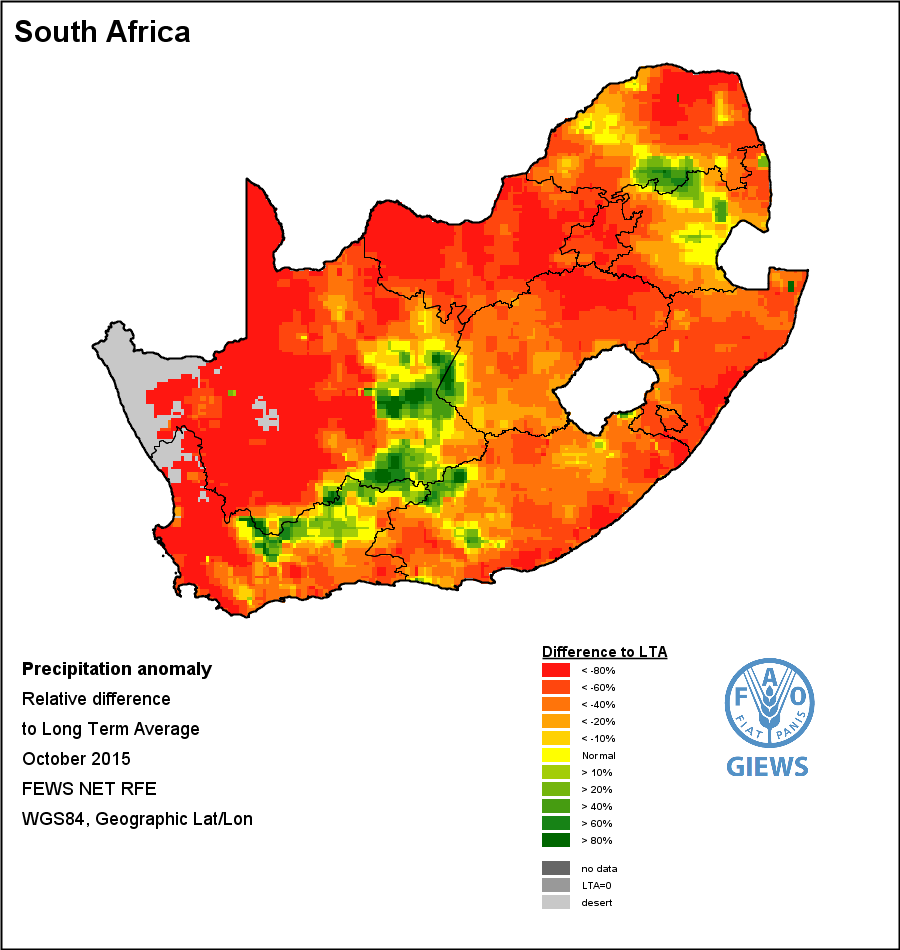 South Africa
Precipitation anomaly
Relative difference
to Long Term Average
October 2015
FEWS NET RFE
WGS84, Geographic Lat/Lon
Difference to LTA
< -80%
< -60%
< -40%
< -20%
< -10%
Normal
> 10%
> 20%
> 40%
> 60%
> 80%
no data
LTA=0
desert
F A O
FIAT PANIS
GIEWS